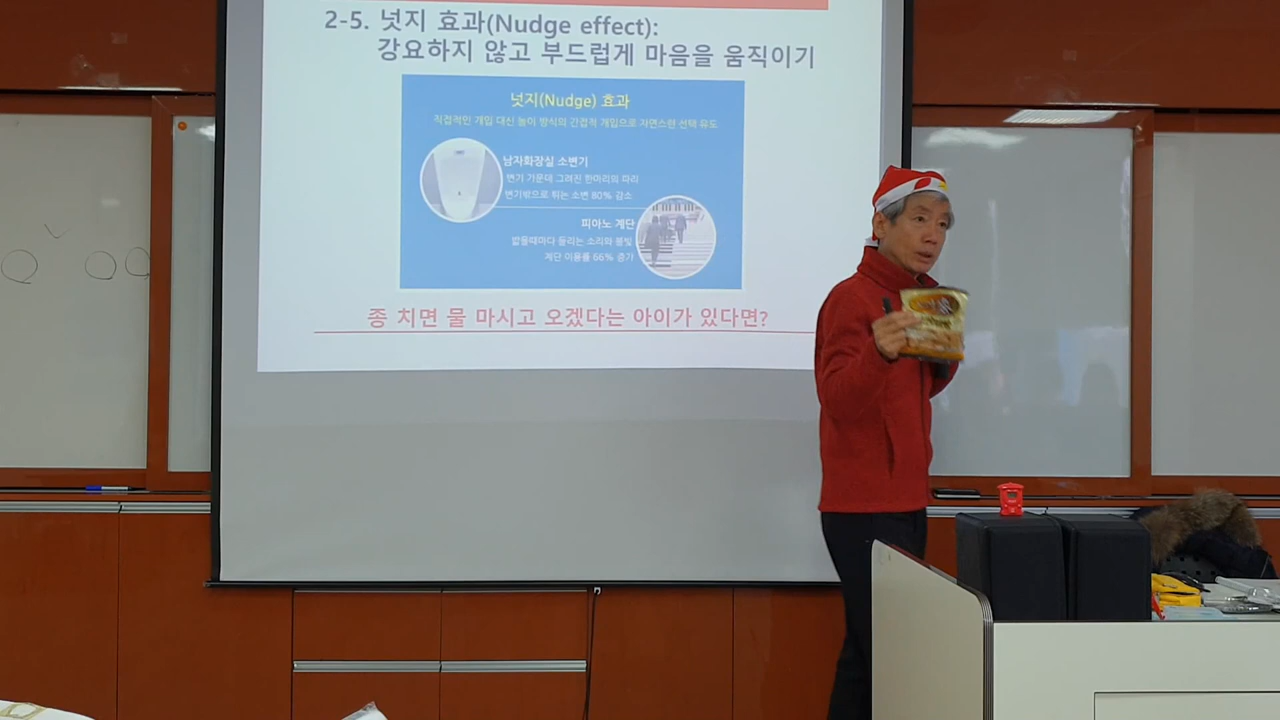 2-5. 넛지 효과(Nudge effect):
강요하지 않고 부드럽게 마음을 움직이기
넛지(Nudge) 효과
직접적인 개입 대신 놀이 방식의 간접적 개입으로 자연스런 선택 유도
남자화장실 소변기
변기 가운데 그려진 한마리의 파리
변기밖으로 튀는 소변 80% 감소
피아노 계단
밟을때마다 들리는 소리와 불빛
계단 이용률 66% 증가
종 치면 물 마시고 오겠다는 아이가 있다면?